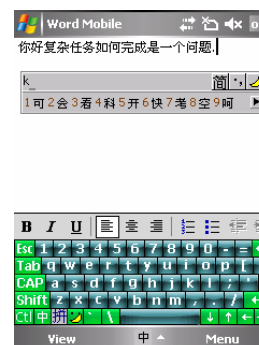 Word Mobile
你好复杂任务如何完成是一个问题.
k_ 简
1可2会3看4科5开6快7考8空9呵
B I U
Esc 1 2 3 4 5 6 7 8 9 0 - =
Tab q w e r t y u i o p [
CAP a s d f g h j k l ; '
Shift z x c v b n m , . /
Ctl 中 拼 ` \
View 中 Menu